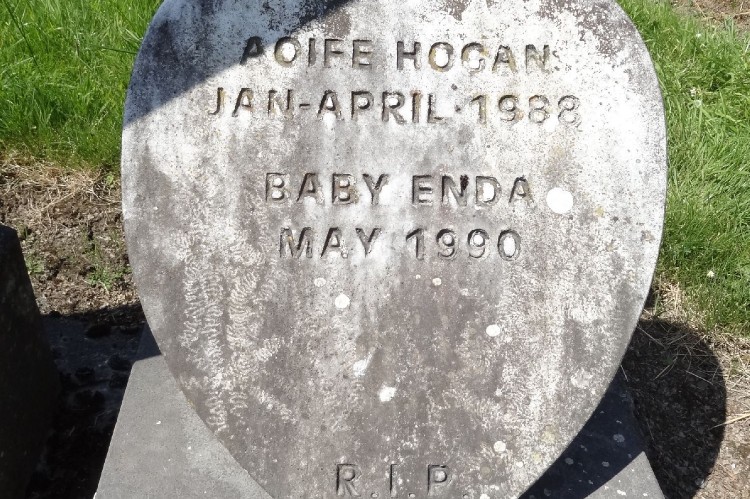 AOIFE HOGAN
JAN-APRIL 1988
BABY ENDA
MAY 1990
R.I.P.